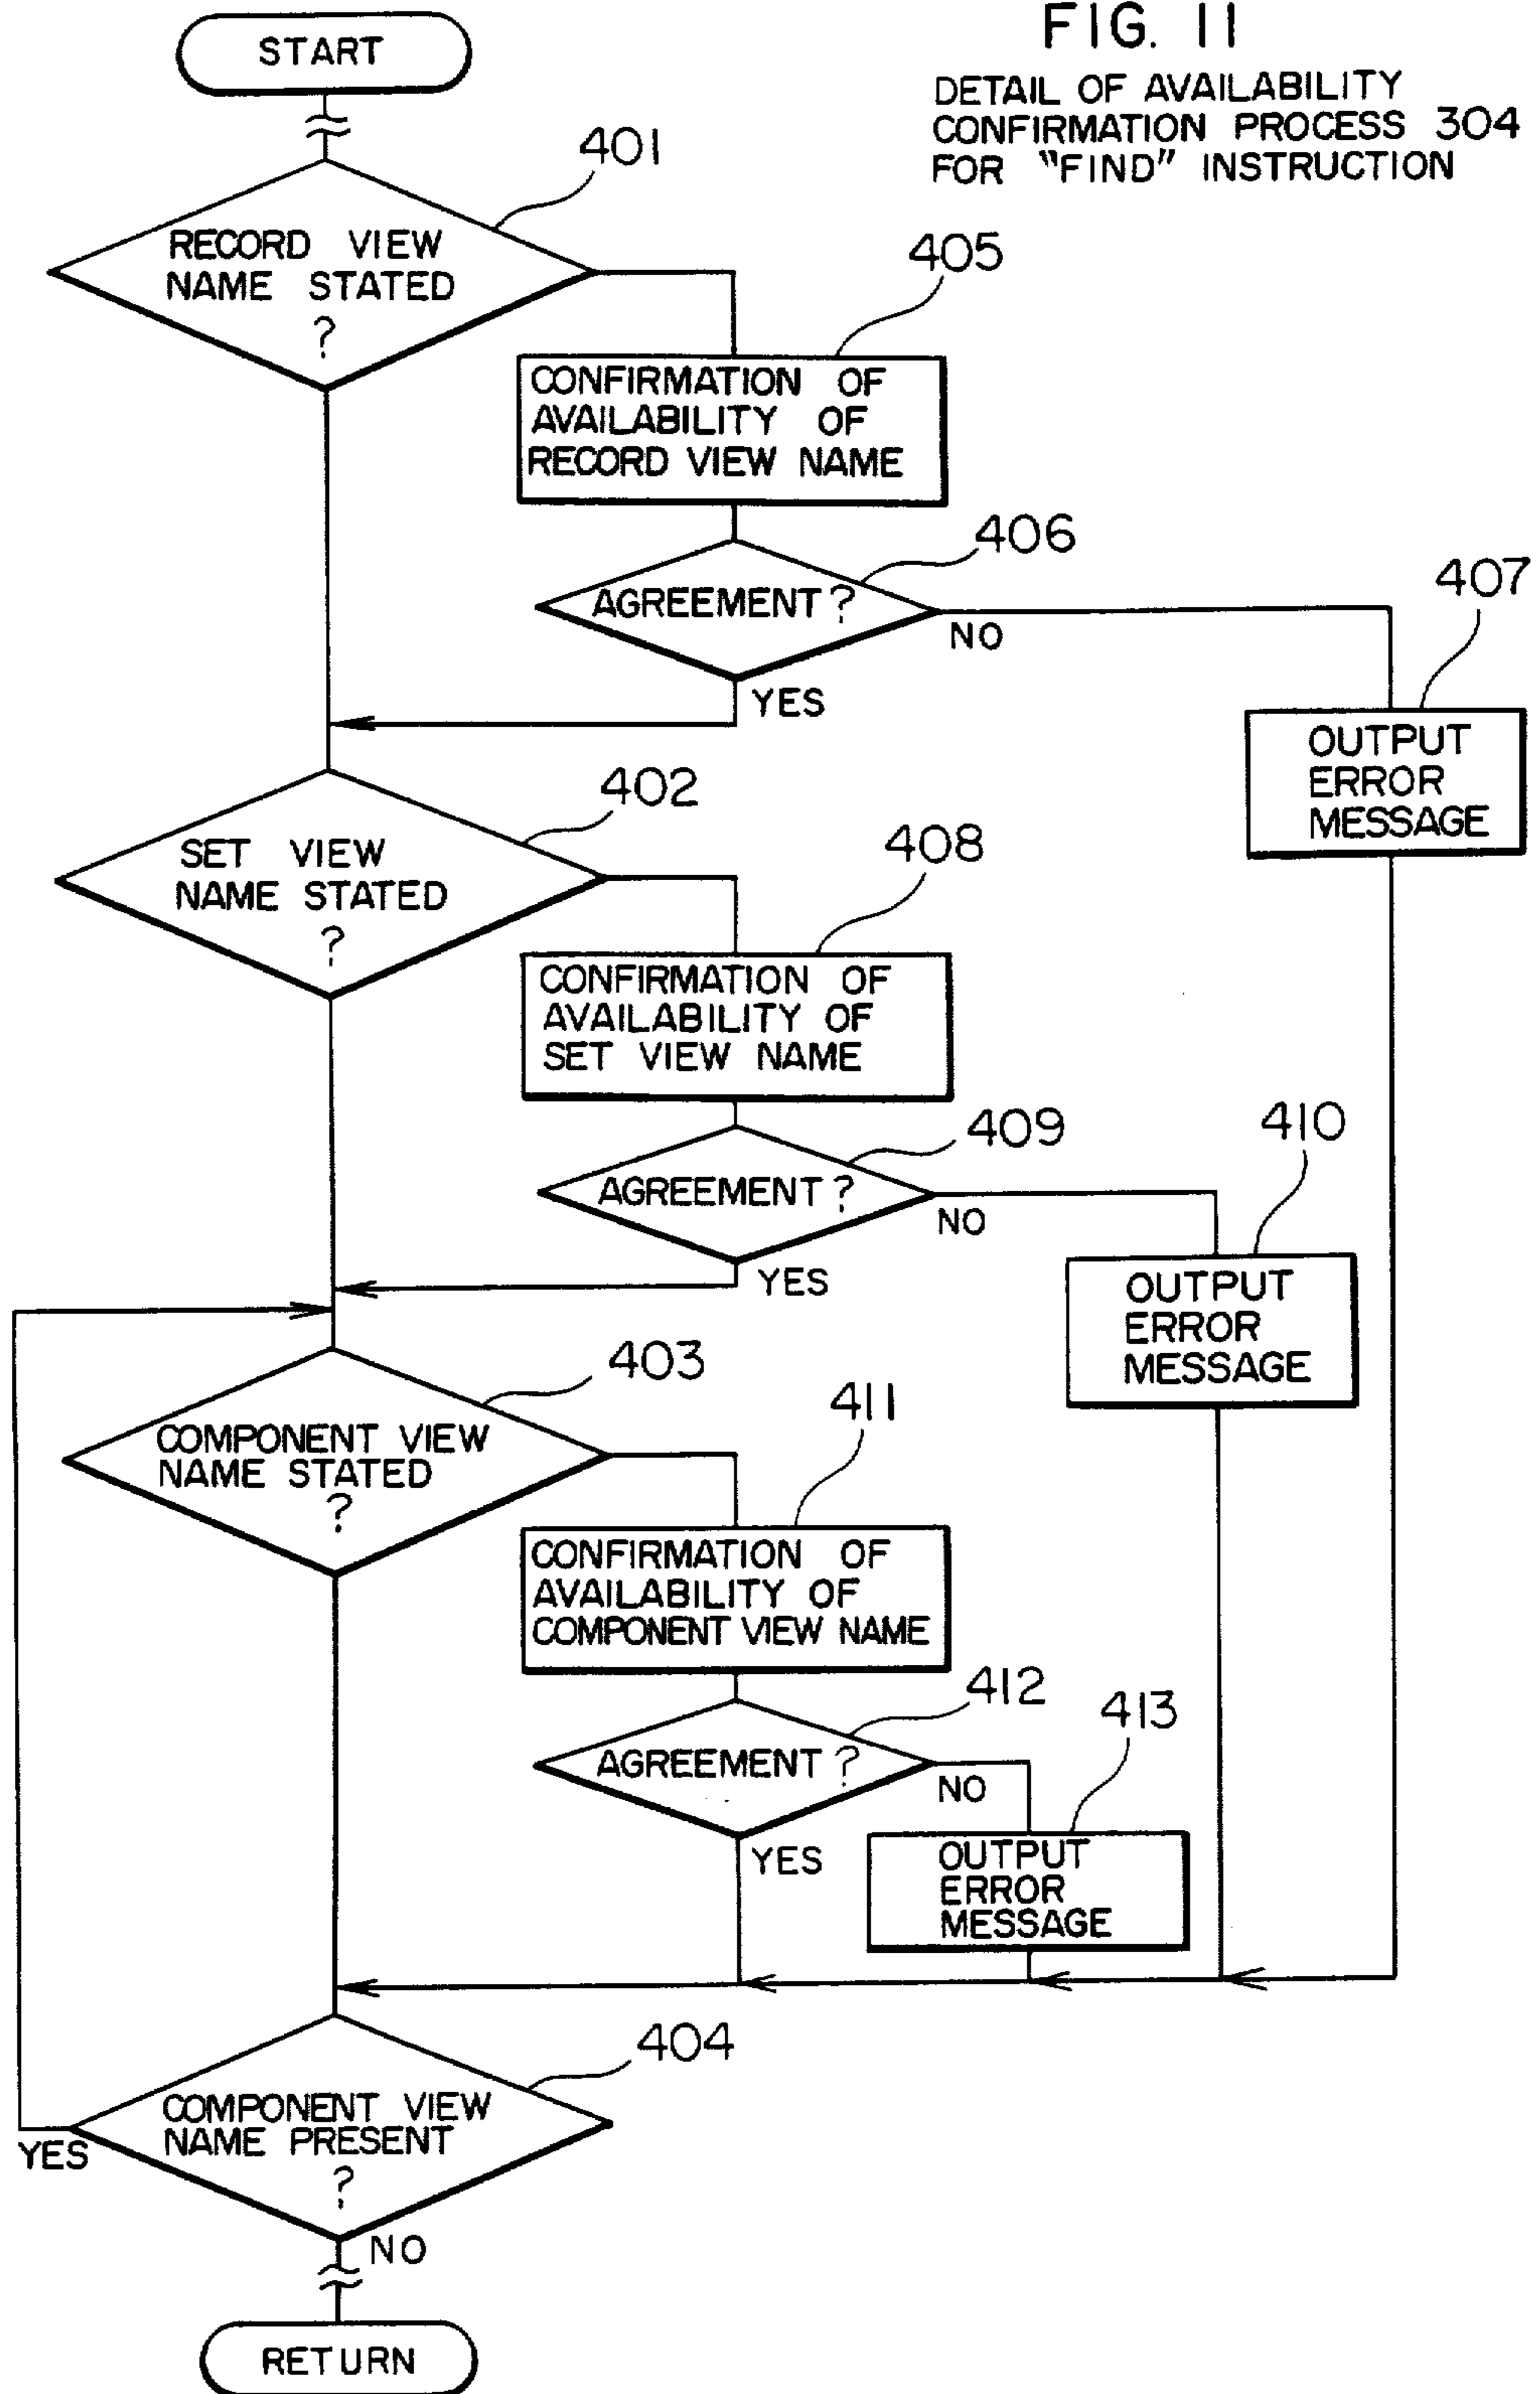 FIG. 11
DETAIL OF AVAILABILITY
CONFIRMATION PROCESS 304
FOR "FIND" INSTRUCTION
START
401
RECORD VIEW
NAME STATED
?
405
CONFIRMATION OF
AVAILABILITY OF
RECORD VIEW NAME
406
AGREEMENT ?
NO
YES
407
OUTPUT
ERROR
MESSAGE
402
SET VIEW
NAME STATED
?
408
CONFIRMATION OF
AVAILABILITY OF
SET VIEW NAME
409
AGREEMENT ?
NO
YES
410
OUTPUT
ERROR
MESSAGE
403
COMPONENT VIEW
NAME STATED
?
411
CONFIRMATION OF
AVAILABILITY OF
COMPONENT VIEW NAME
412
AGREEMENT ?
NO
YES
413
OUTPUT
ERROR
MESSAGE
404
COMPONENT VIEW
NAME PRESENT
?
YES
NO
RETURN